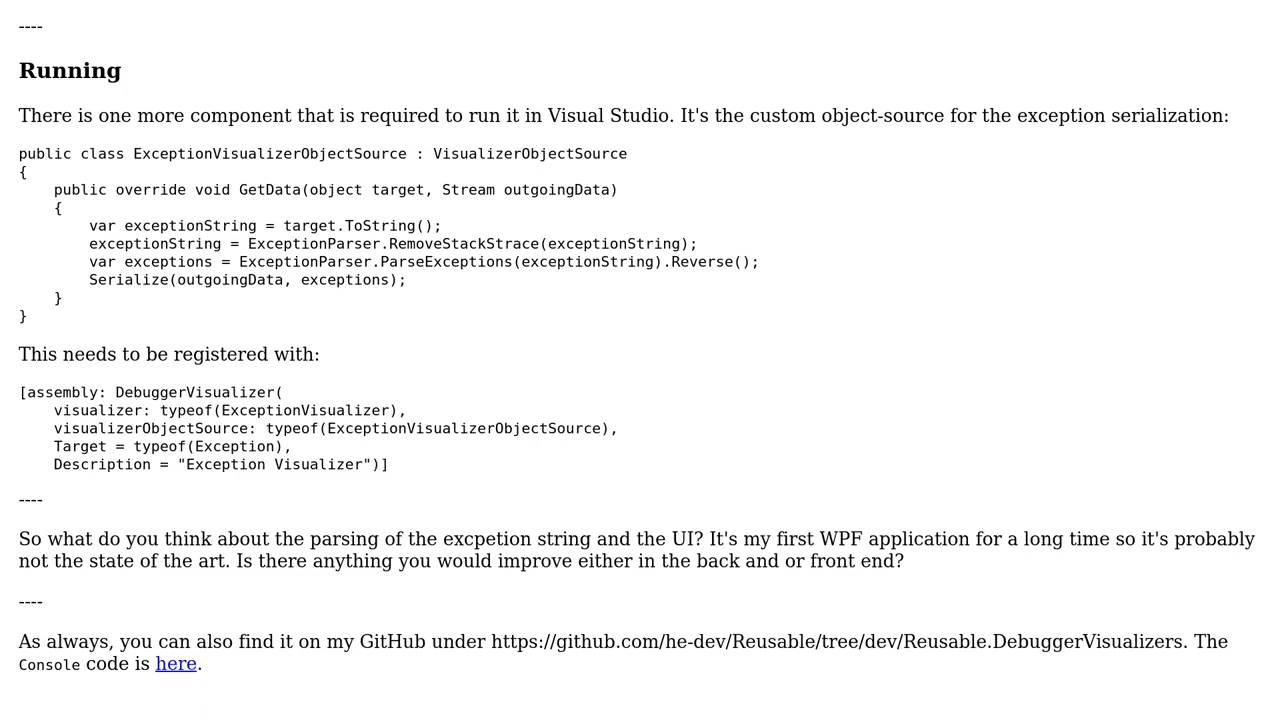 ----
Running
There is one more component that is required to run it in Visual Studio. It's the custom object-source for the exception serialization:
public class ExceptionVisualizerObjectSource : VisualizerObjectSource
{
    public override void GetData(object target, Stream outgoingData)
    {
        var exceptionString = target.ToString();
        exceptionString = ExceptionParser.RemoveStackStrace(exceptionString);
        var exceptions = ExceptionParser.ParseExceptions(exceptionString).Reverse();
        Serialize(outgoingData, exceptions);
    }
}
This needs to be registered with:
[assembly: DebuggerVisualizer(
    visualizer: typeof(ExceptionVisualizer),
    visualizerObjectSource: typeof(ExceptionVisualizerObjectSource),
    Target = typeof(Exception),
    Description = "Exception Visualizer")]
----
So what do you think about the parsing of the excpetion string and the UI? It's my first WPF application for a long time so it's probably
not the state of the art. Is there anything you would improve either in the back and or front end?
----
As always, you can also find it on my GitHub under https://github.com/he-dev/Reusable/tree/dev/Reusable.DebuggerVisualizers. The
Console code is here.